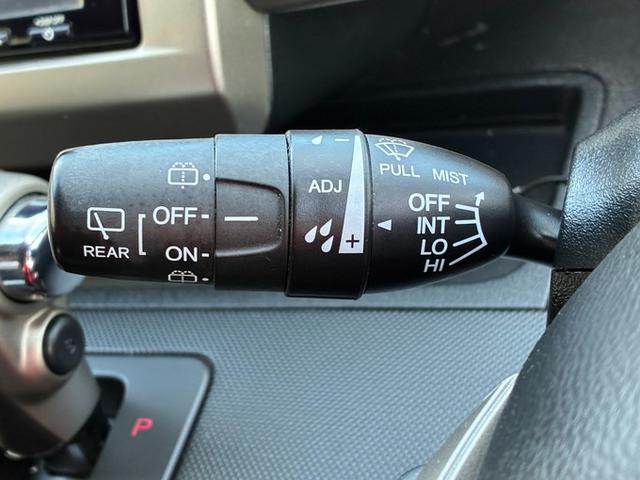 PULL MIST
ADJ
OFF
INT
LO
HI
−
+
REAR
OFF
ON
P